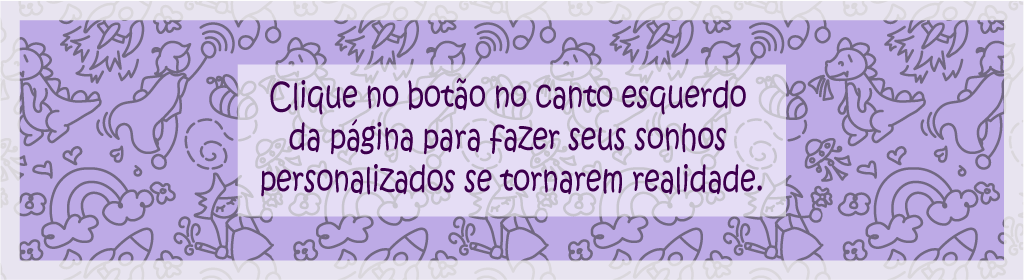 Clique no botão no canto esquerdo
da página para fazer seus sonhos
personalizados se tornarem realidade.